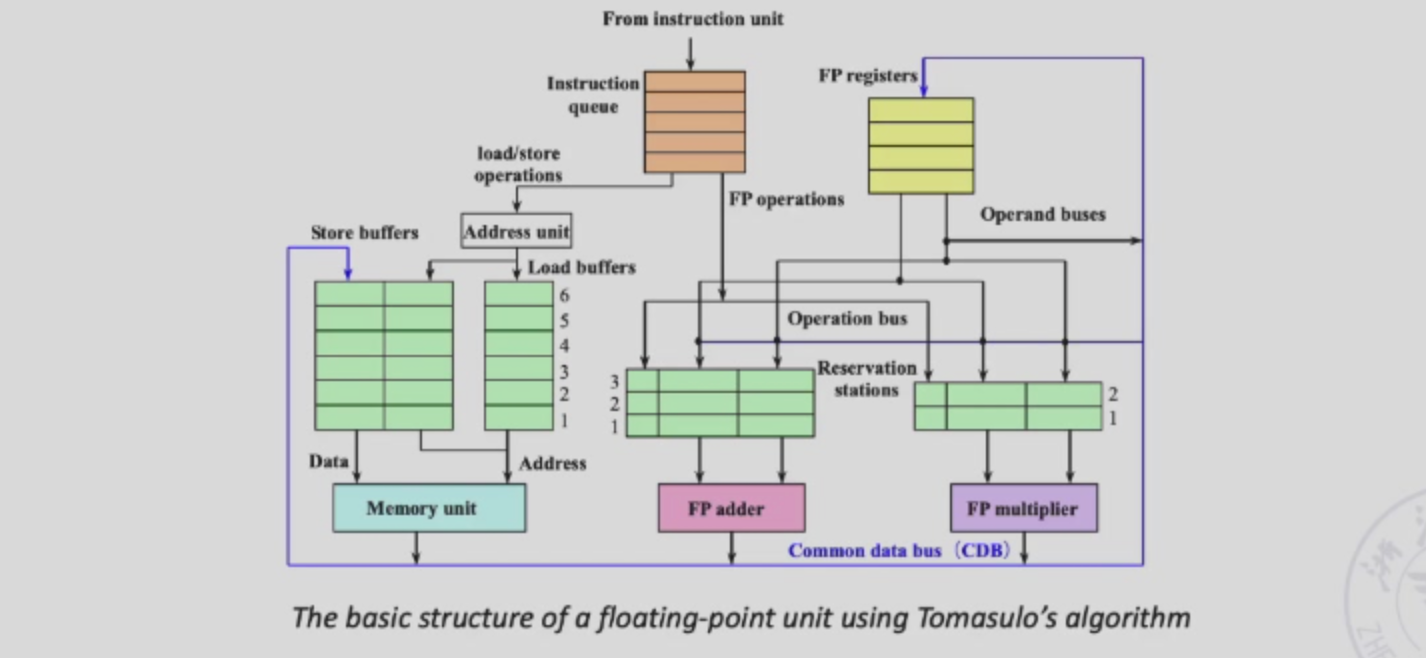 From instruction unit
Instruction
queue
FP registers
load/store
operations
FP operations
Operand buses
Store buffers
Address unit
Load buffers
6
5
4
3
2
1
Operation bus
Reservation
stations
3
2
1
2
1
Data
Address
Memory unit
FP adder
FP multiplier
Common data bus（CDB）
The basic structure of a floating-point unit using Tomasulo's algorithm
浙